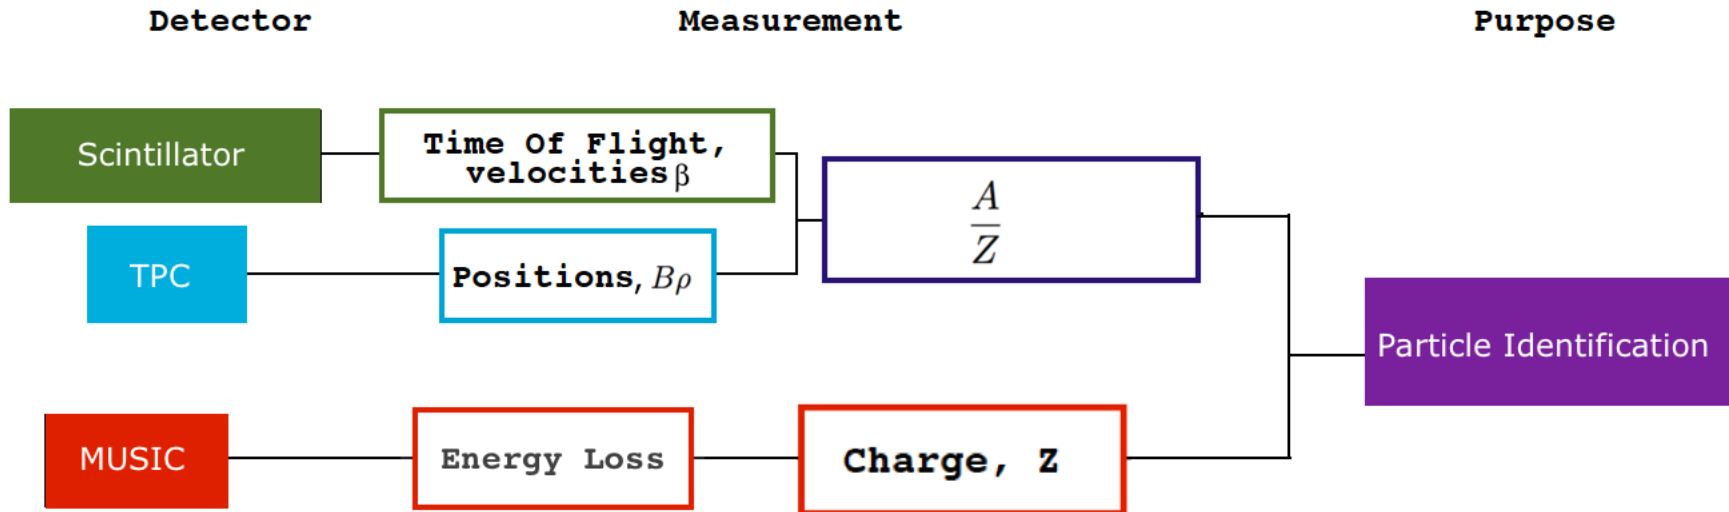 Detector Measurement Purpose
Scintillator
Time Of Flight,
velocities β
A
Z
TPC
Positions, Bρ
Particle Identification
MUSIC
Energy Loss
Charge, Z